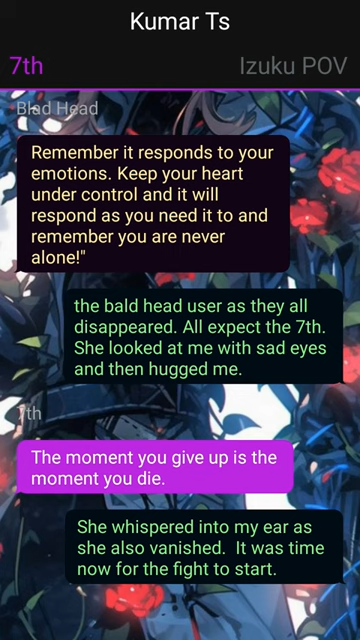 Kumar Ts
7th
Izuku POV
Blad Head
Remember it responds to your
emotions. Keep your heart
under control and it will
respond as you need it to and
remember you are never
alone!"
the bald head user as they all
disappeared. All expect the 7th.
She looked at me with sad eyes
and then hugged me.
7th
The moment you give up is the
moment you die.
She whispered into my ear as
she also vanished.  It was time
now for the fight to start.